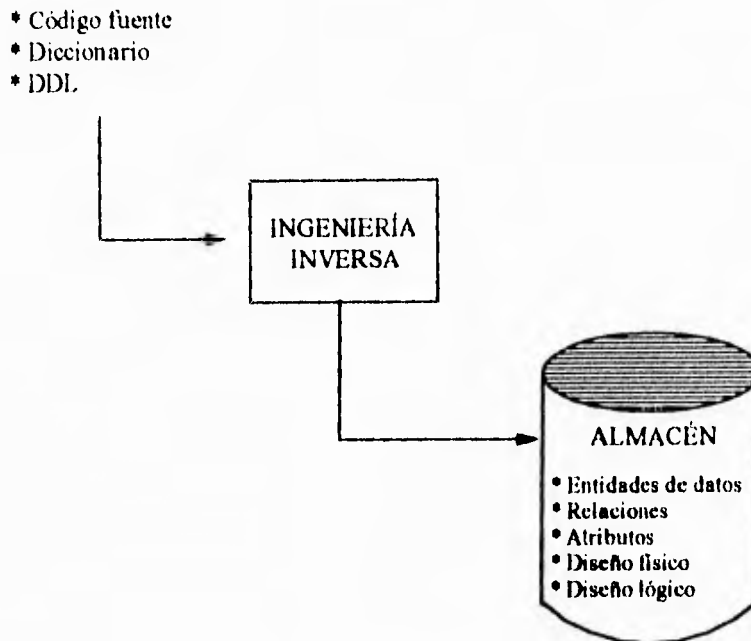 * Código fuente
* Diccionario
* DDL
INGENIERÍA
INVERSA
ALMACÉN
* Entidades de datos
* Relaciones
* Atributos
* Diseño físico
* Diseño lógico